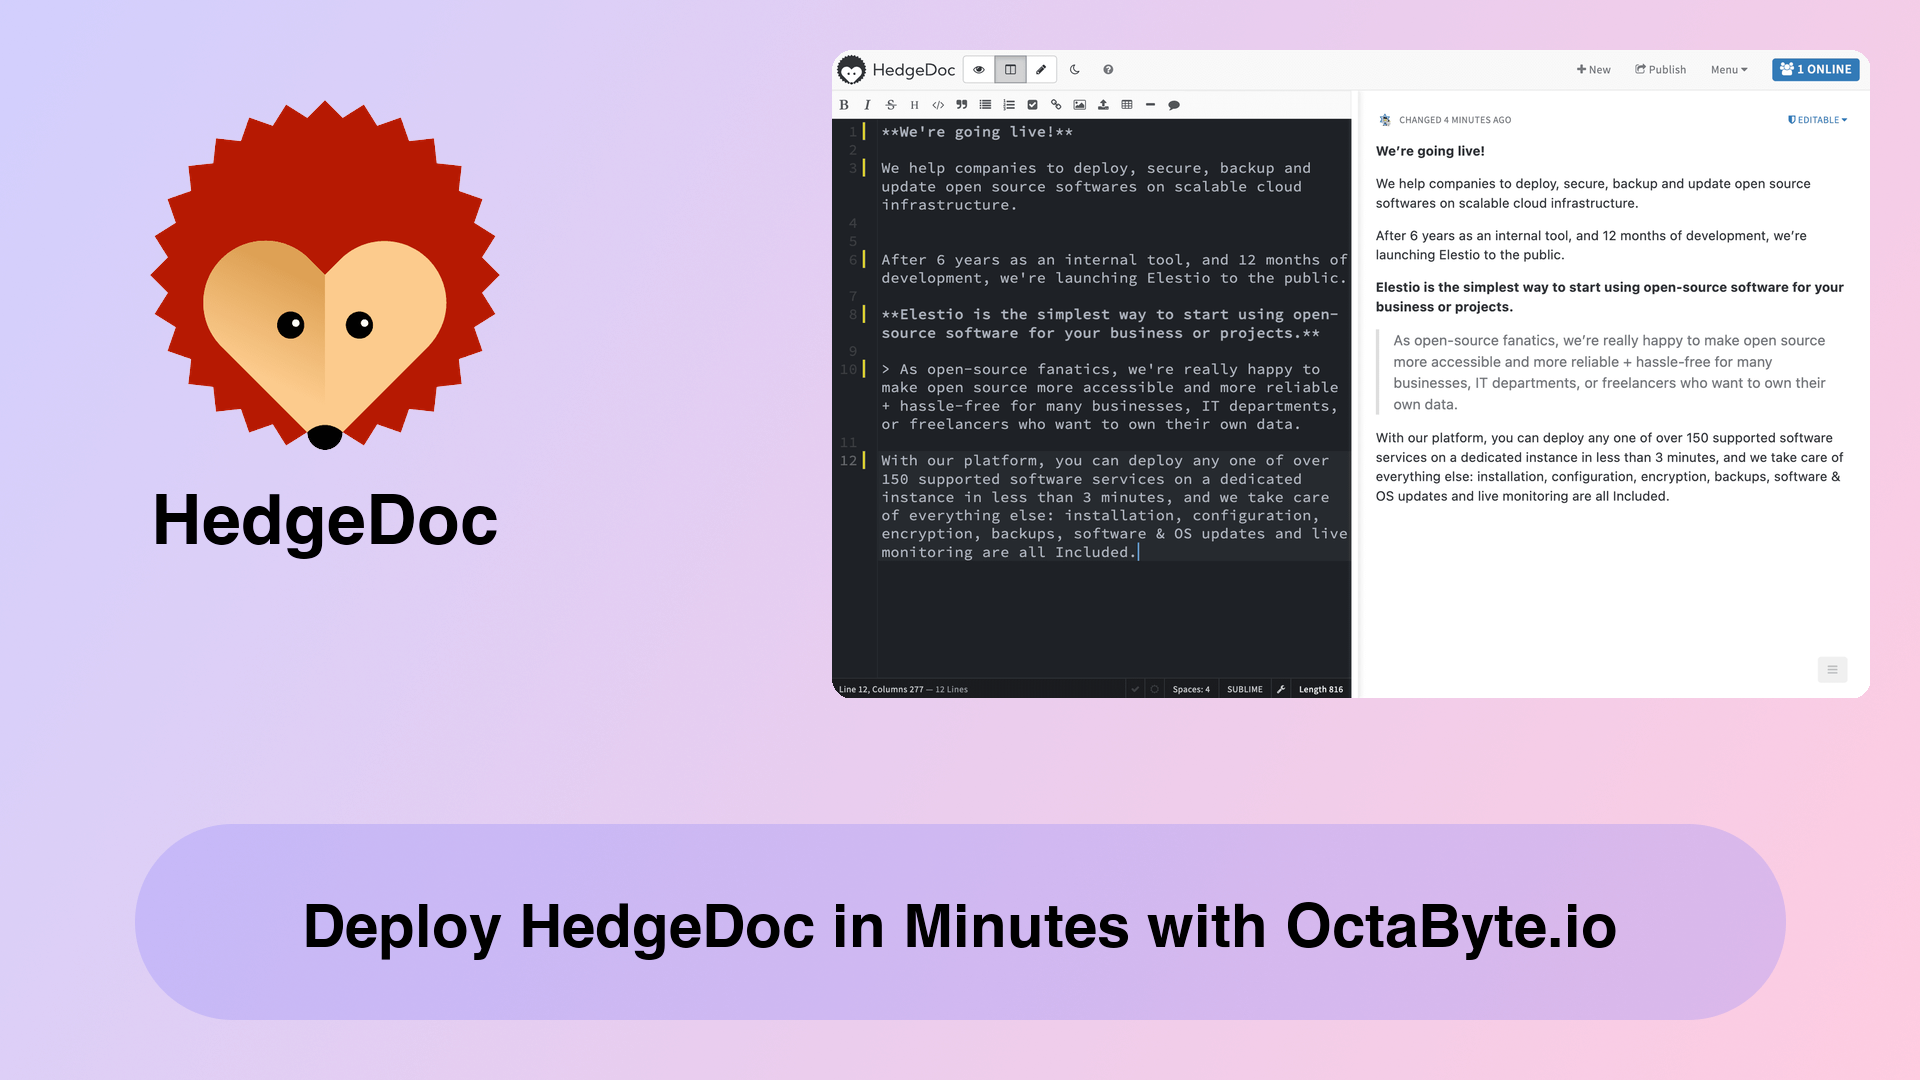 HedgeDoc
HedgeDoc
+ New
Publish
Menu
1 ONLINE
B I S H </>
1 **We're going live!**
2
3 We help companies to deploy, secure, backup and
update open source softwares on scalable cloud
infrastructure.
4
5
6 After 6 years as an internal tool, and 12 months of
development, we're launching Elestio to the public.
7
8 **Elestio is the simplest way to start using open-
source software for your business or projects.**
9
10 > As open-source fanatics, we're really happy to
make open source more accessible and more reliable
+ hassle-free for many businesses, IT departments,
or freelancers who want to own their own data.
11
12 With our platform, you can deploy any one of over
150 supported software services on a dedicated
instance in less than 3 minutes, and we take care
of everything else: installation, configuration,
encryption, backups, software & OS updates and live
monitoring are all Included.
Line 12, Columns 277 — 12 Lines
Spaces: 4
SUBLIME
Length 816
CHANGED 4 MINUTES AGO
EDITABLE
We're going live!
We help companies to deploy, secure, backup and update open source
softwares on scalable cloud infrastructure.
After 6 years as an internal tool, and 12 months of development, we're
launching Elestio to the public.
Elestio is the simplest way to start using open-source software for your
business or projects.
As open-source fanatics, we're really happy to make open source
more accessible and more reliable + hassle-free for many
businesses, IT departments, or freelancers who want to own their
own data.
With our platform, you can deploy any one of over 150 supported software
services on a dedicated instance in less than 3 minutes, and we take care of
everything else: installation, configuration, encryption, backups, software &
OS updates and live monitoring are all Included.
Deploy HedgeDoc in Minutes with OctaByte.io